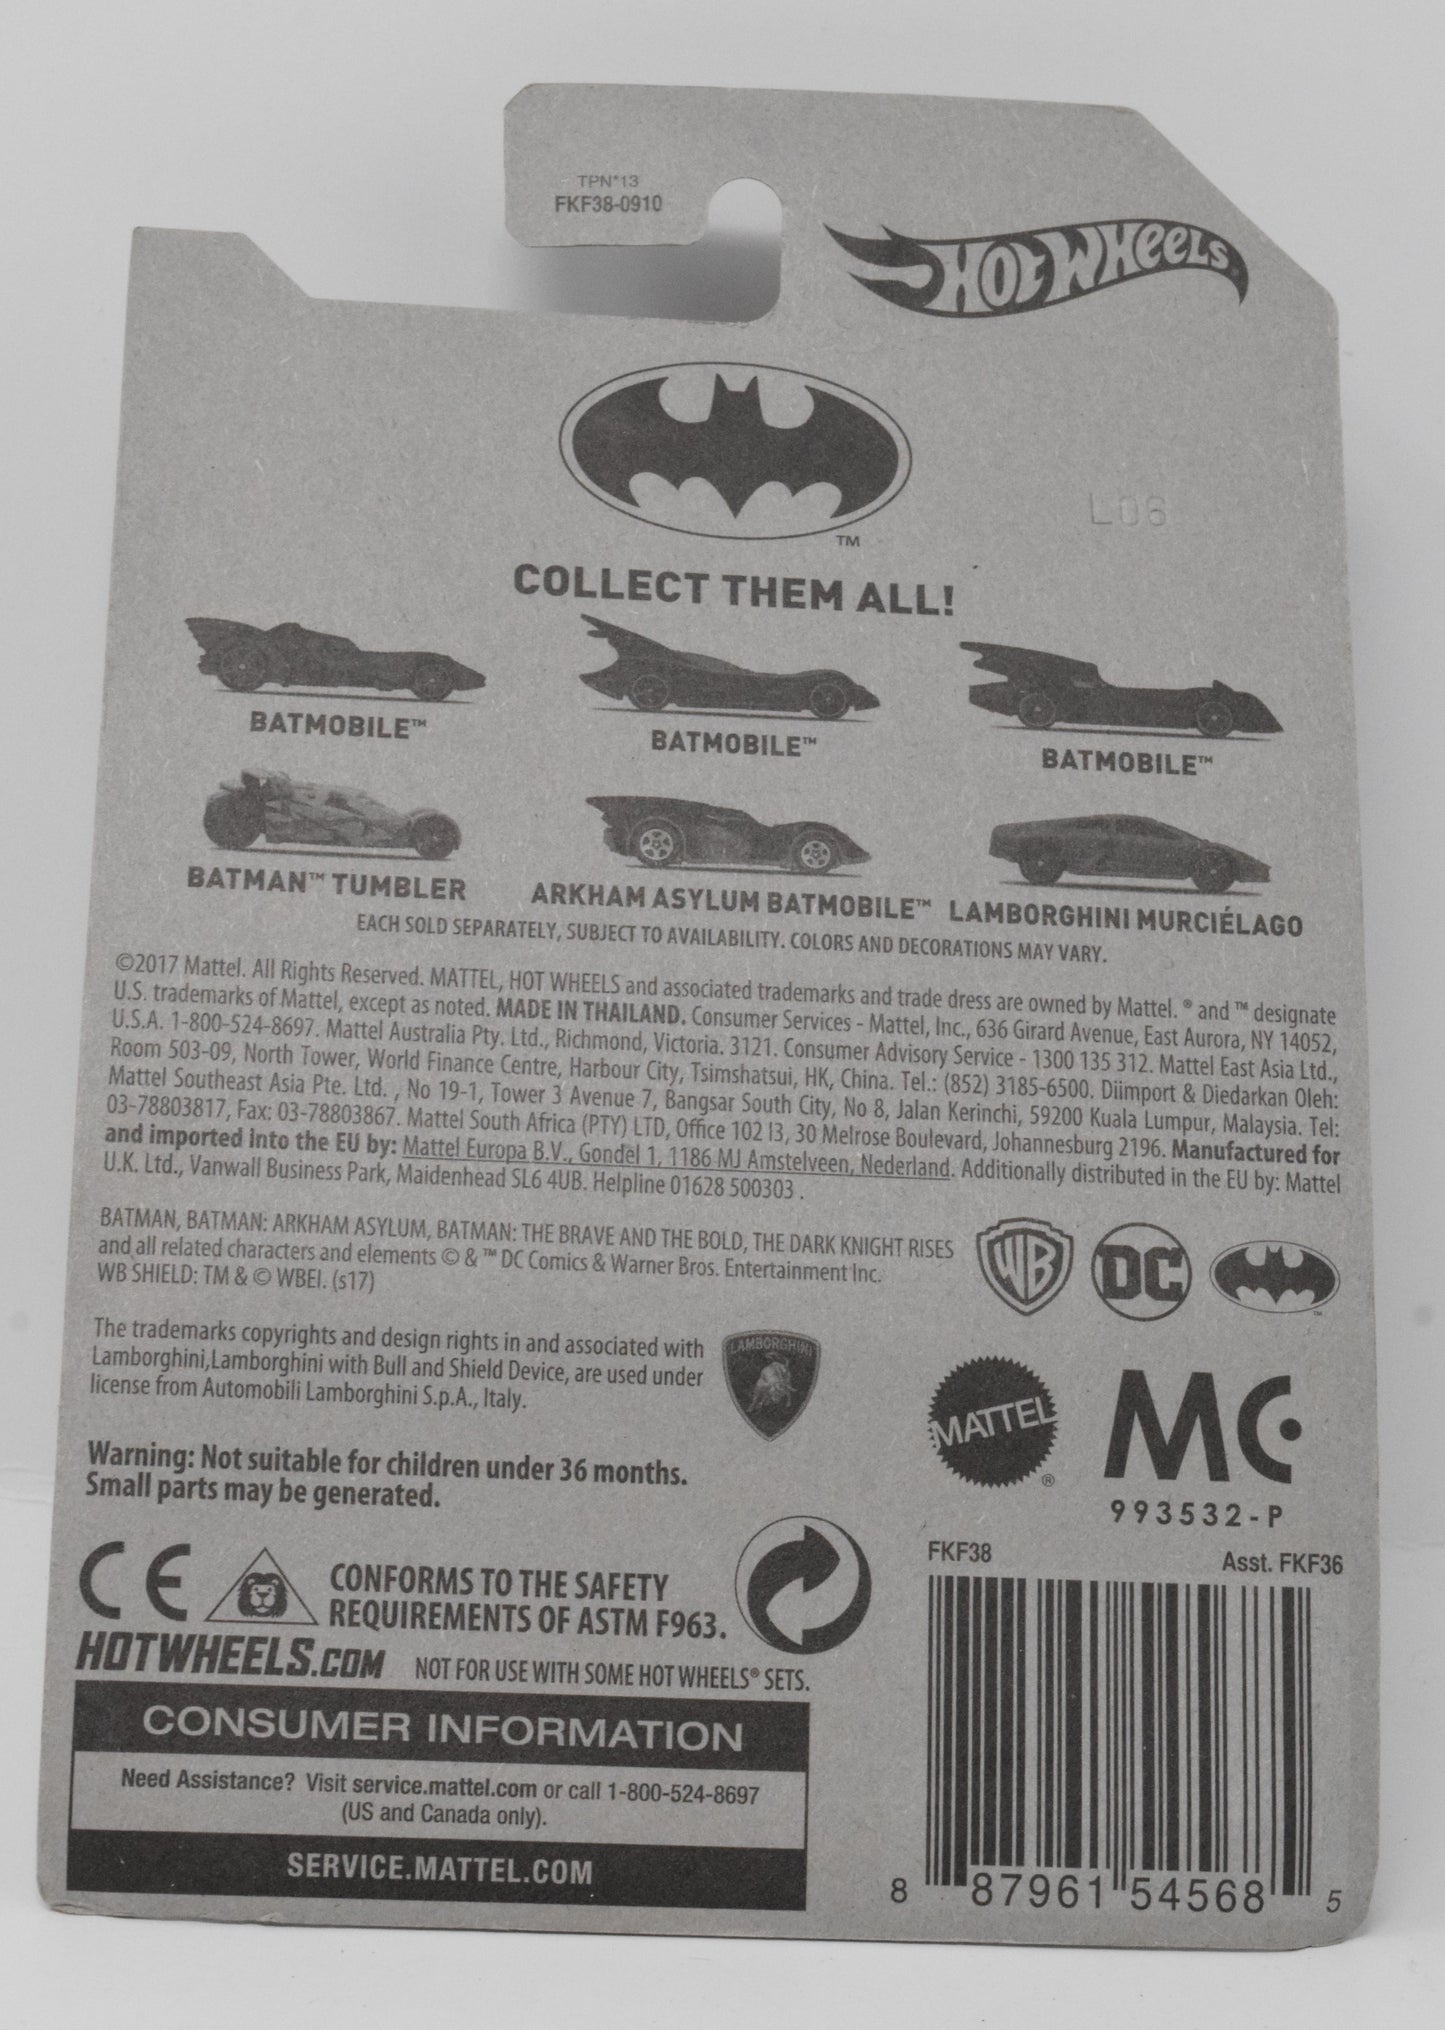 TPN*13
FKF38-0910
HOT WHEELS
L06
TM
COLLECT THEM ALL!
BATMOBILE™
BATMOBILE™
BATMOBILE™
BATMAN™ TUMBLER
ARKHAM ASYLUM BATMOBILE™
LAMBORGHINI MURCIÉLAGO
EACH SOLD SEPARATELY, SUBJECT TO AVAILABILITY. COLORS AND DECORATIONS MAY VARY.
©2017 Mattel. All Rights Reserved. MATTEL, HOT WHEELS and associated trademarks and trade dress are owned by Mattel. ® and ™ designate
U.S. trademarks of Mattel, except as noted. MADE IN THAILAND. Consumer Services - Mattel, Inc., 636 Girard Avenue, East Aurora, NY 14052,
U.S.A. 1-800-524-8697. Mattel Australia Pty. Ltd., Richmond, Victoria. 3121. Consumer Advisory Service - 1300 135 312. Mattel East Asia Ltd.,
Room 503-09, North Tower, World Finance Centre, Harbour City, Tsimshatsui, HK, China. Tel.: (852) 3185-6500. Diimport & Diedarkan Oleh:
Mattel Southeast Asia Pte. Ltd. , No 19-1, Tower 3 Avenue 7, Bangsar South City, No 8, Jalan Kerinchi, 59200 Kuala Lumpur, Malaysia. Tel:
03-78803817, Fax: 03-78803867. Mattel South Africa (PTY) LTD, Office 102 I3, 30 Melrose Boulevard, Johannesburg 2196. Manufactured for
and imported into the EU by: Mattel Europa B.V., Gondel 1, 1186 MJ Amstelveen, Nederland. Additionally distributed in the EU by: Mattel
U.K. Ltd., Vanwall Business Park, Maidenhead SL6 4UB. Helpline 01628 500303 .
BATMAN, BATMAN: ARKHAM ASYLUM, BATMAN: THE BRAVE AND THE BOLD, THE DARK KNIGHT RISES
and all related characters and elements © & ™ DC Comics & Warner Bros. Entertainment Inc.
WB SHIELD: TM & © WBEI. (s17)
WB
DC
TM
The trademarks copyrights and design rights in and associated with
Lamborghini,Lamborghini with Bull and Shield Device, are used under
license from Automobili Lamborghini S.p.A., Italy.
LAMBORGHINI
MATTEL®
MC
993532-P
Warning: Not suitable for children under 36 months.
Small parts may be generated.
CE
CONFORMS TO THE SAFETY
REQUIREMENTS OF ASTM F963.
HOTWHEELS.COM NOT FOR USE WITH SOME HOT WHEELS® SETS.
CONSUMER INFORMATION
Need Assistance? Visit service.mattel.com or call 1-800-524-8697
(US and Canada only).
SERVICE.MATTEL.COM
FKF38 Asst. FKF36
8 87961 54568 5